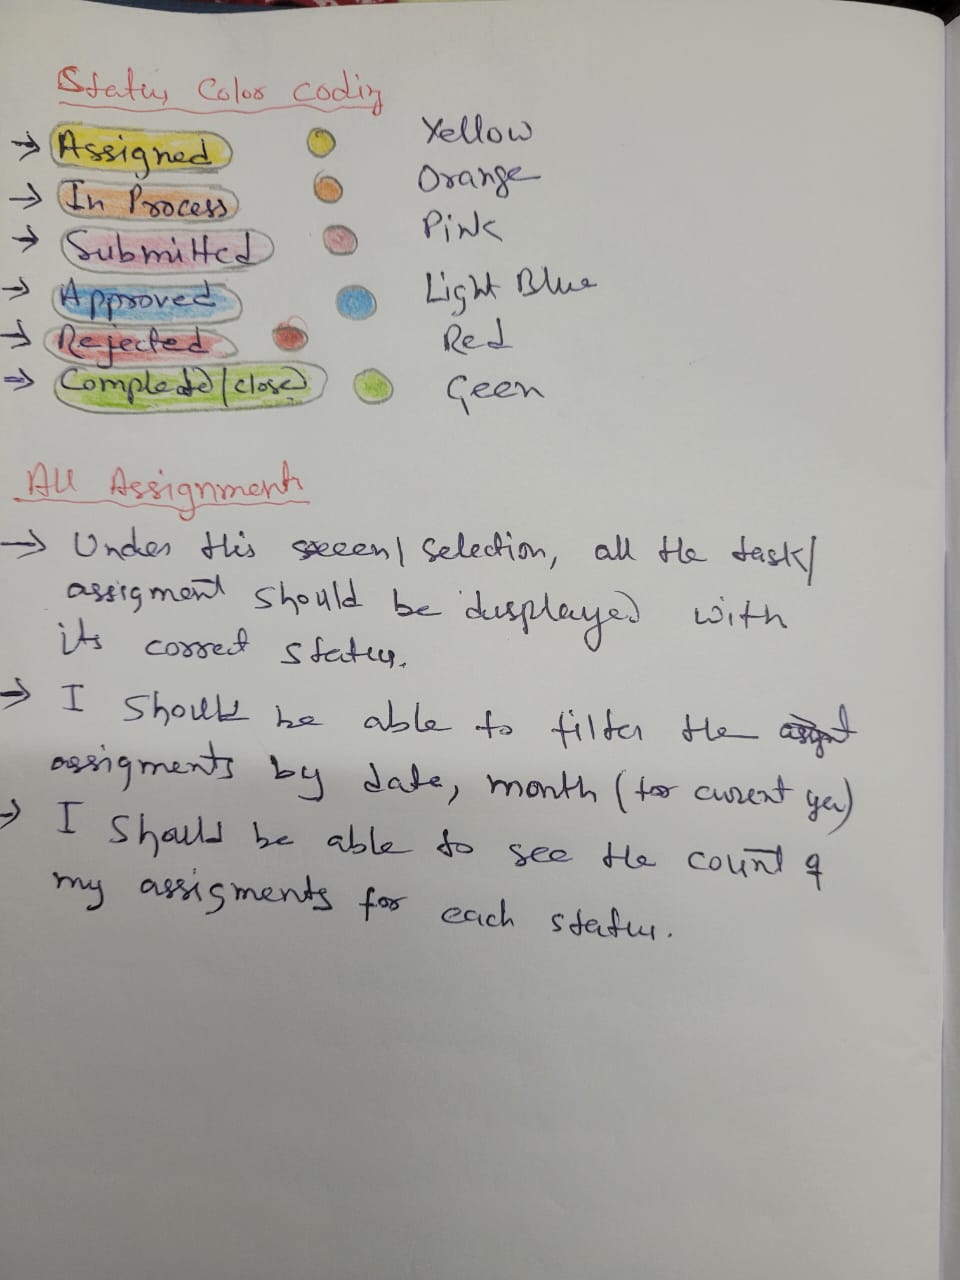 Status Color coding
→ Assigned Yellow
→ In Process Orange
→ Submitted Pink
→ Approved Light Blue
→ Rejected Red
⇒ Completed/closed Geen
All Assignments
→ Under this screen/ Selection, all the task/
assigment should be displayed with
its correct status.
→ I should be able to filter the
assigments by date, month (for current year)
→ I should be able to see the count of
my assigments for each status.